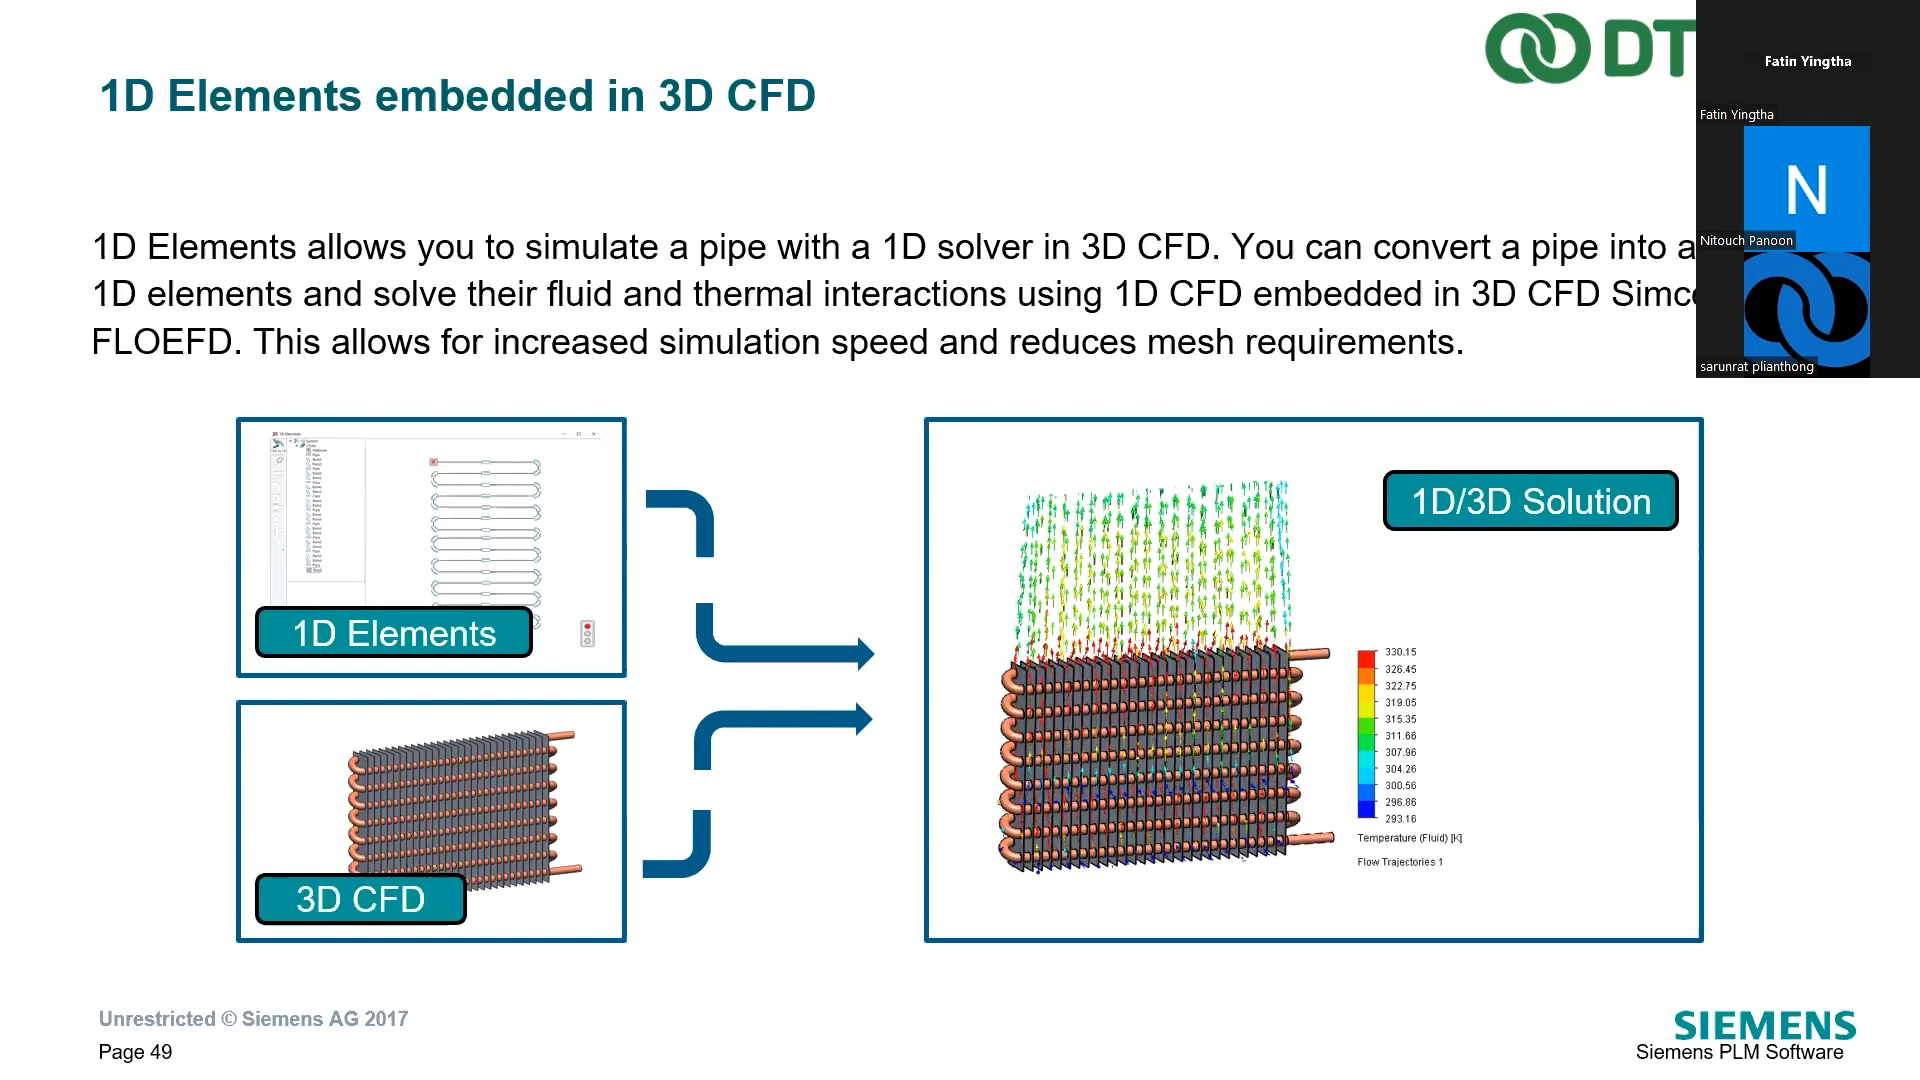 DT
Fatin Yingtha
1D Elements embedded in 3D CFD
Fatin Yingtha
N
Nitouch Panoon
1D Elements allows you to simulate a pipe with a 1D solver in 3D CFD. You can convert a pipe into a
1D elements and solve their fluid and thermal interactions using 1D CFD embedded in 3D CFD Simce
FLOEFD. This allows for increased simulation speed and reduces mesh requirements.
sarunrat plianthong
1D Elements
3D CFD
1D/3D Solution
330.15
326.45
322.75
319.05
315.35
311.66
307.96
304.26
300.56
296.86
293.16
Temperature (Fluid) [K]
Flow Trajectories 1
Unrestricted © Siemens AG 2017
Page 49
SIEMENS
Siemens PLM Software